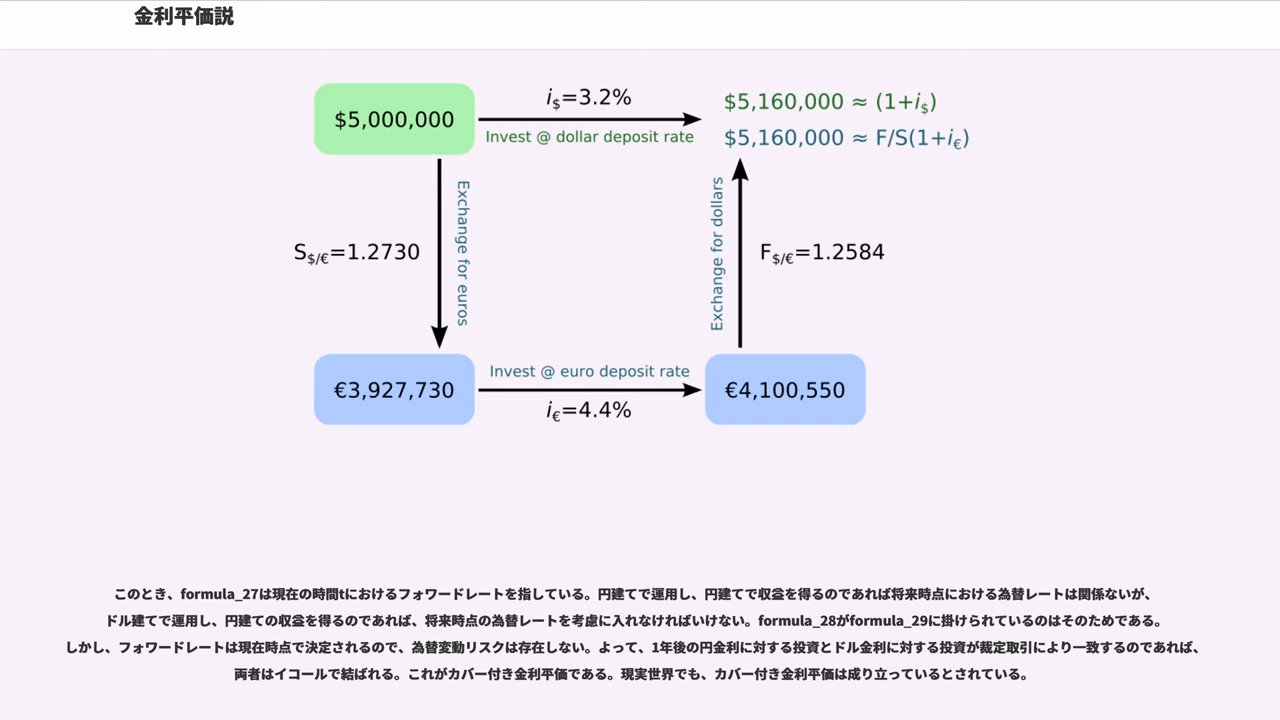 金利平価説
$5,000,000
i$=3.2%
Invest @ dollar deposit rate
$5,160,000 ≈ (1+i$)
$5,160,000 ≈ F/S(1+i€)
S$/€=1.2730
Exchange for euros
Exchange for dollars
F$/€=1.2584
€3,927,730
Invest @ euro deposit rate
i€=4.4%
€4,100,550
このとき、formula_27は現在の時間tにおけるフォワードレートを指している。円建てで運用し、円建てで収益を得るのであれば将来時点における為替レートは関係ないが、
ドル建てで運用し、円建ての収益を得るのであれば、将来時点の為替レートを考慮に入れなければいけない。formula_28がformula_29に掛けられているのはそのためである。
しかし、フォワードレートは現在時点で決定されるので、為替変動リスクは存在しない。よって、1年後の円金利に対する投資とドル金利に対する投資が裁定取引により一致するのであれば、
両者はイコールで結ばれる。これがカバー付き金利平価である。現実世界でも、カバー付き金利平価は成り立っているとされている。